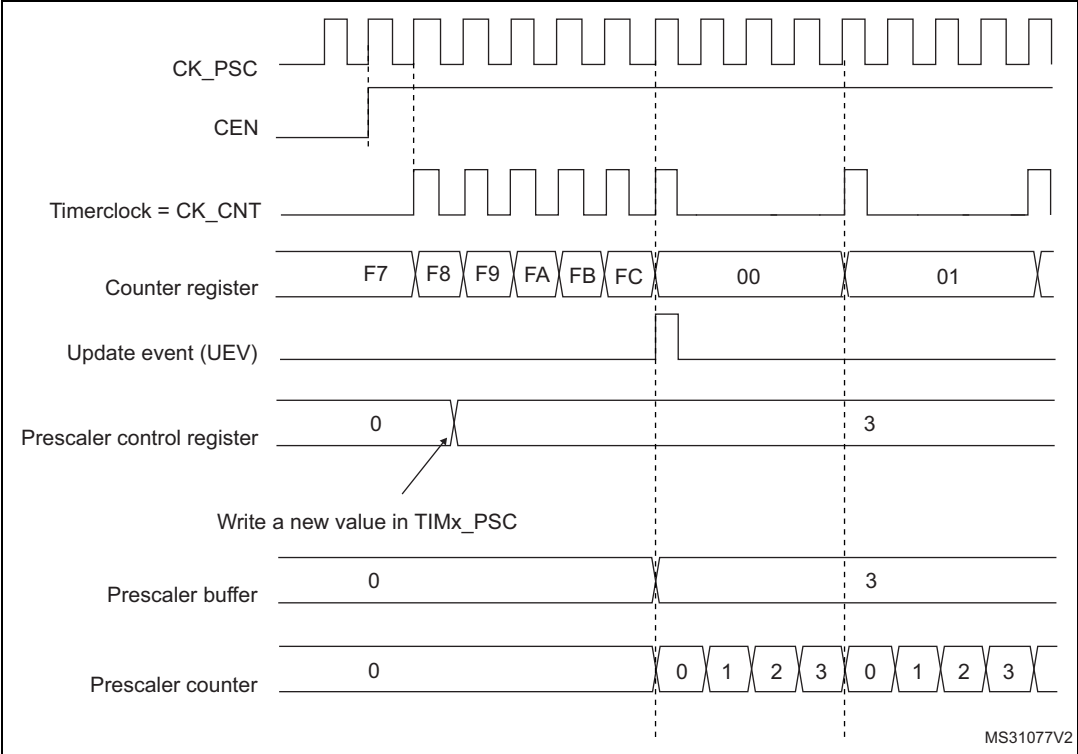 CK_PSC
CEN
Timerclock = CK_CNT
Counter register F7 F8 F9 FA FB FC 00 01
Update event (UEV)
Prescaler control register 0 3
Write a new value in TIMx_PSC
Prescaler buffer 0 3
Prescaler counter 0 0 1 2 3 0 1 2 3
MS31077V2